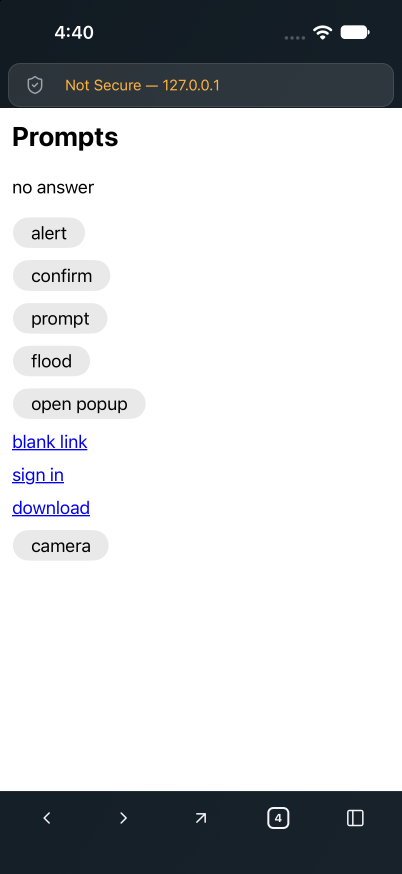 4:40
Not Secure — 127.0.0.1
Prompts
no answer
alert
confirm
prompt
flood
open popup
blank link
sign in
download
camera
4